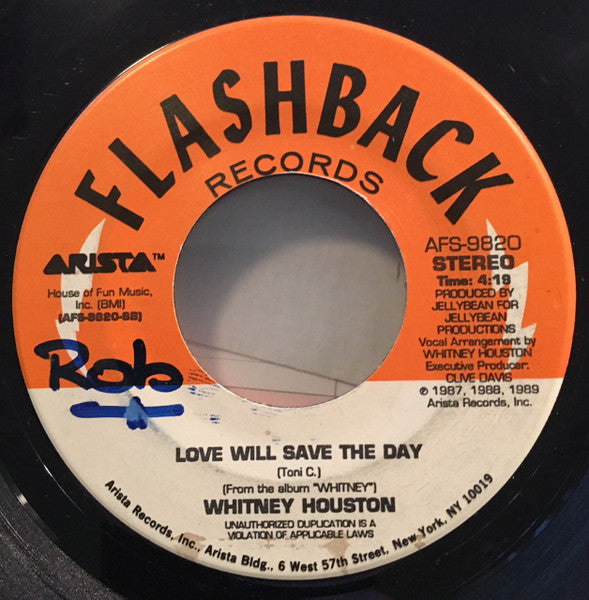 FLASHBACK
RECORDS
ARISTA™
House of Fun Music,
Inc. (BMI)
(AFS-9820-SB)
Rob
AFS-9820
STEREO
Time: 4:19
PRODUCED BY
JELLYBEAN FOR
JELLYBEAN
PRODUCTIONS
Vocal Arrangement by
WHITNEY HOUSTON
Executive Producer:
CLIVE DAVIS
℗ 1987, 1988, 1989
Arista Records, Inc.
LOVE WILL SAVE THE DAY
(Toni C.)
(From the album "WHITNEY")
WHITNEY HOUSTON
UNAUTHORIZED DUPLICATION IS A
VIOLATION OF APPLICABLE LAWS
Arista Records, Inc., Arista Bldg., 6 West 57th Street, New York, NY 10019